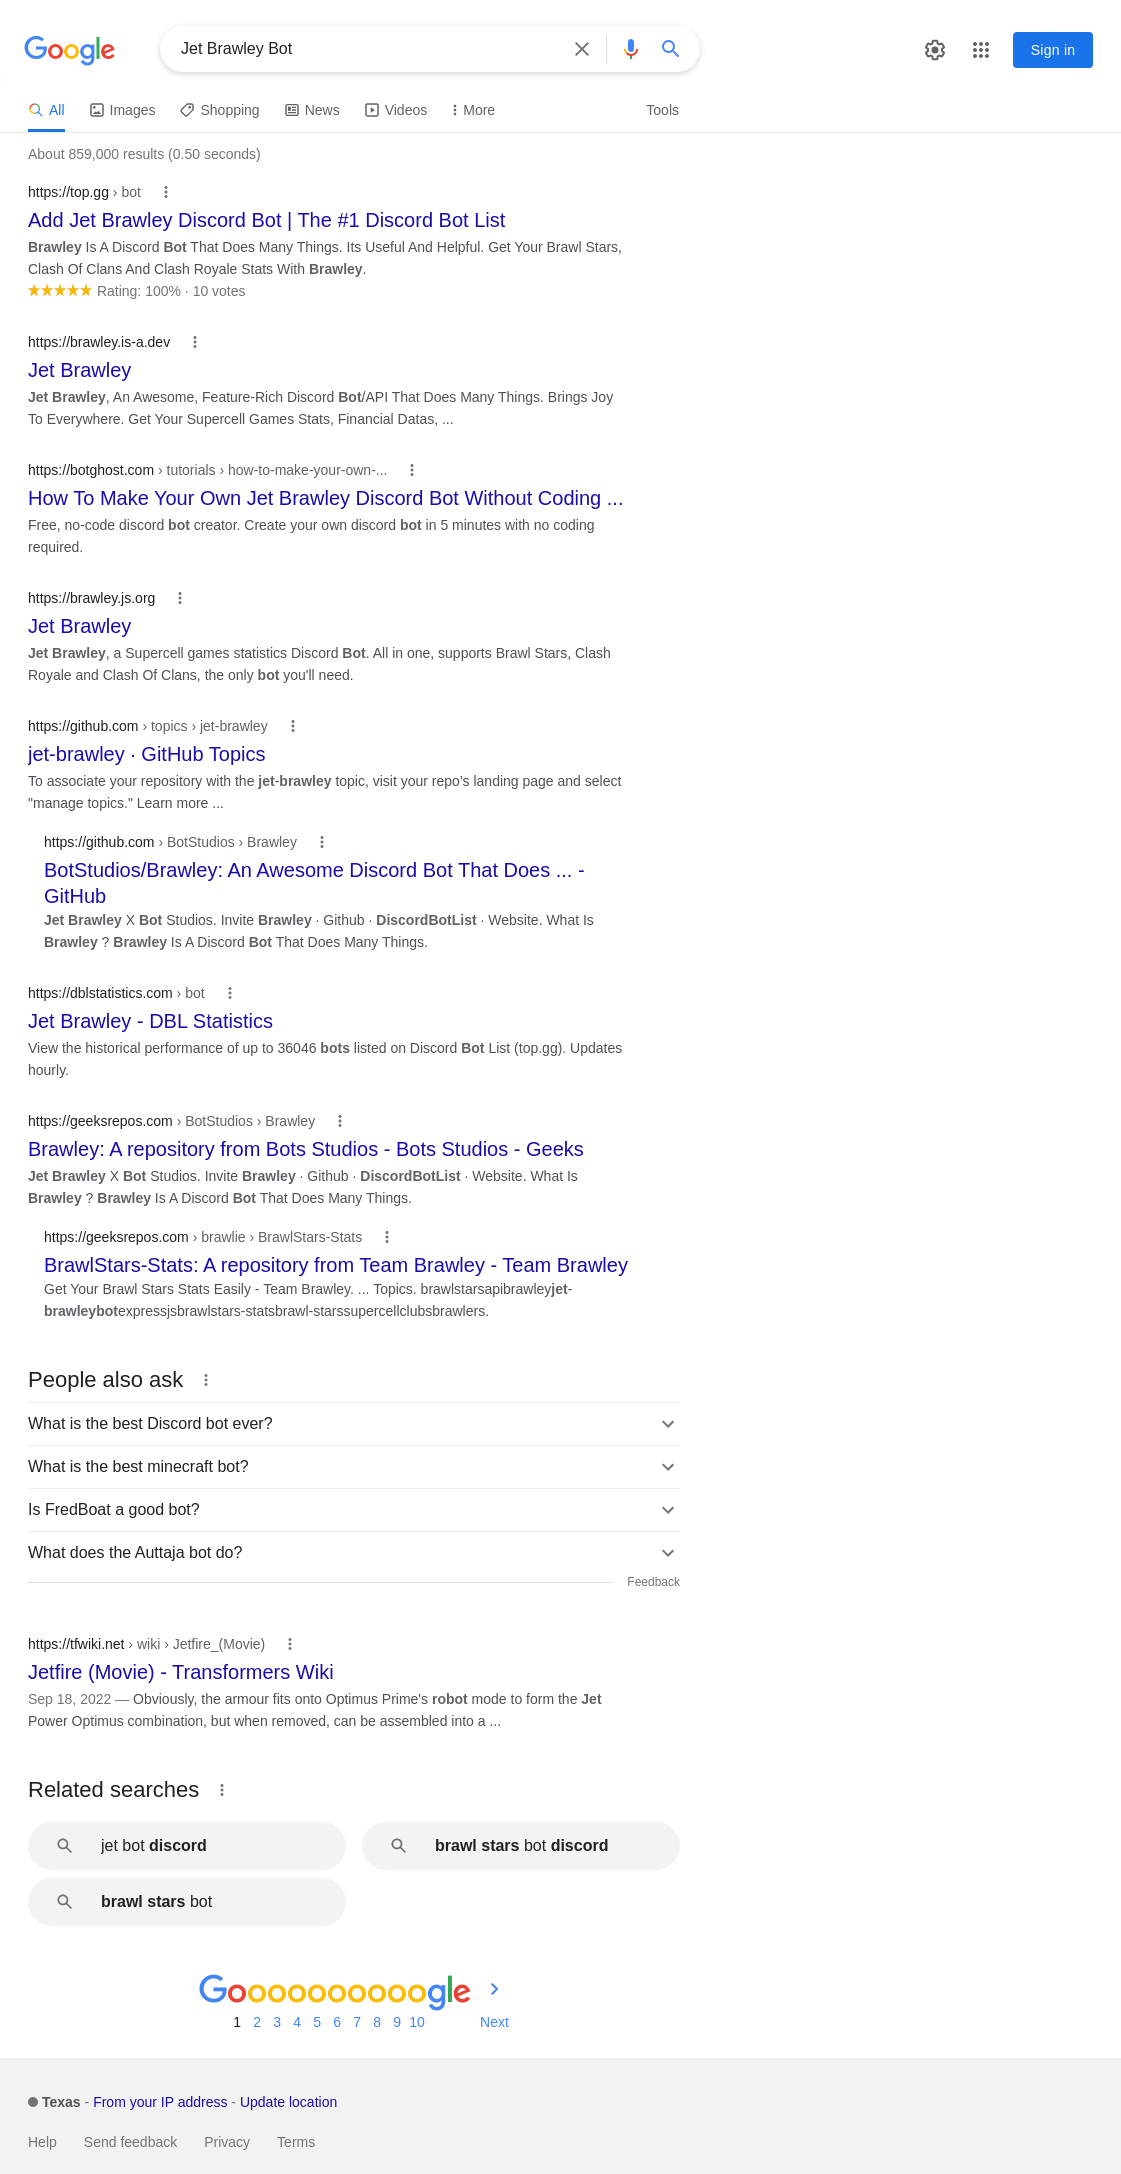 Google
Jet Brawley Bot
Sign in
All Images Shopping News Videos More Tools
About 859,000 results (0.50 seconds)
https://top.gg › bot
Add Jet Brawley Discord Bot | The #1 Discord Bot List
Brawley Is A Discord Bot That Does Many Things. Its Useful And Helpful. Get Your Brawl Stars,
Clash Of Clans And Clash Royale Stats With Brawley.
Rating: 100% · 10 votes
https://brawley.is-a.dev
Jet Brawley
Jet Brawley, An Awesome, Feature-Rich Discord Bot/API That Does Many Things. Brings Joy
To Everywhere. Get Your Supercell Games Stats, Financial Datas, ...
https://botghost.com › tutorials › how-to-make-your-own-...
How To Make Your Own Jet Brawley Discord Bot Without Coding ...
Free, no-code discord bot creator. Create your own discord bot in 5 minutes with no coding
required.
https://brawley.js.org
Jet Brawley
Jet Brawley, a Supercell games statistics Discord Bot. All in one, supports Brawl Stars, Clash
Royale and Clash Of Clans, the only bot you'll need.
https://github.com › topics › jet-brawley
jet-brawley · GitHub Topics
To associate your repository with the jet-brawley topic, visit your repo's landing page and select
"manage topics." Learn more ...
https://github.com › BotStudios › Brawley
BotStudios/Brawley: An Awesome Discord Bot That Does ... -
GitHub
Jet Brawley X Bot Studios. Invite Brawley · Github · DiscordBotList · Website. What Is
Brawley ? Brawley Is A Discord Bot That Does Many Things.
https://dblstatistics.com › bot
Jet Brawley - DBL Statistics
View the historical performance of up to 36046 bots listed on Discord Bot List (top.gg). Updates
hourly.
https://geeksrepos.com › BotStudios › Brawley
Brawley: A repository from Bots Studios - Bots Studios - Geeks
Jet Brawley X Bot Studios. Invite Brawley · Github · DiscordBotList · Website. What Is
Brawley ? Brawley Is A Discord Bot That Does Many Things.
https://geeksrepos.com › brawlie › BrawlStars-Stats
BrawlStars-Stats: A repository from Team Brawley - Team Brawley
Get Your Brawl Stars Stats Easily - Team Brawley. ... Topics. brawlstarsapibrawleyjet-
brawleybotexpressjsbrawlstars-statsbrawl-starssupercellclubsbrawlers.
People also ask
What is the best Discord bot ever?
What is the best minecraft bot?
Is FredBoat a good bot?
What does the Auttaja bot do?
Feedback
https://tfwiki.net › wiki › Jetfire_(Movie)
Jetfire (Movie) - Transformers Wiki
Sep 18, 2022 — Obviously, the armour fits onto Optimus Prime's robot mode to form the Jet
Power Optimus combination, but when removed, can be assembled into a ...
Related searches
jet bot discord
brawl stars bot discord
brawl stars bot
Goooooooooogle
1 2 3 4 5 6 7 8 9 10 Next
Texas - From your IP address - Update location
Help Send feedback Privacy Terms